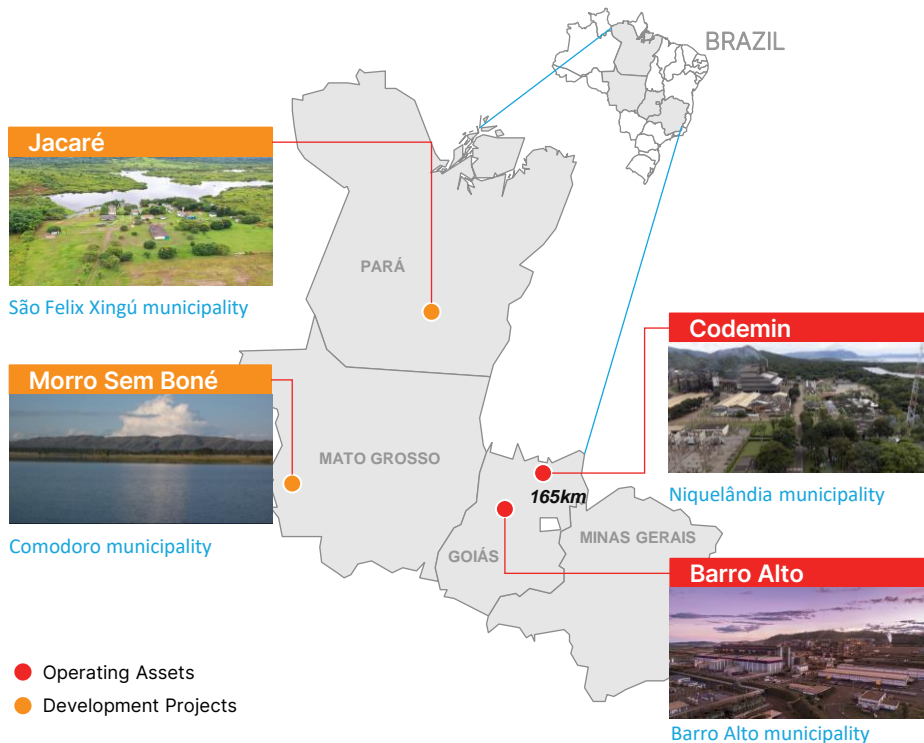 BRAZIL
Jacaré
São Felix Xingú municipality
PARÁ
Morro Sem Boné
Comodoro municipality
MATO GROSSO
Codemin
Niquelândia municipality
165km
GOIÁS
MINAS GERAIS
Barro Alto
Barro Alto municipality
Operating Assets
Development Projects